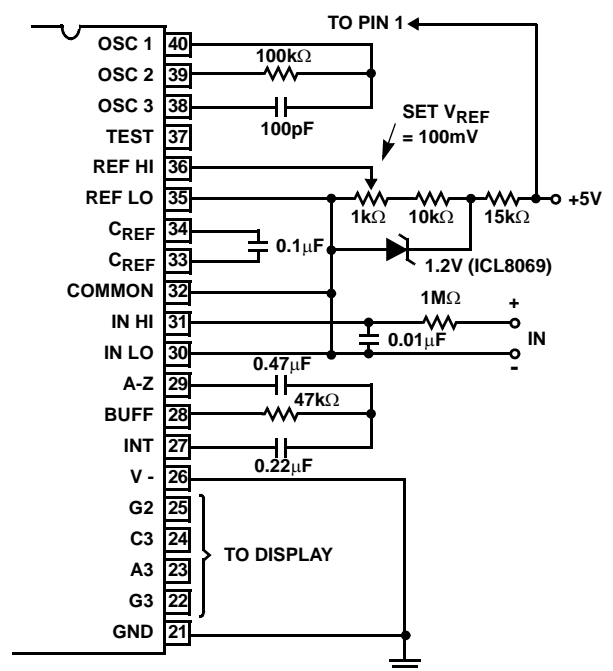 TO PIN 1
OSC 1 40
100kΩ
OSC 2 39
OSC 3 38
100pF
SET VREF
= 100mV
TEST 37
REF HI 36
REF LO 35
1kΩ 10kΩ 15kΩ
+5V
CREF 34
0.1µF
CREF 33
1.2V (ICL8069)
COMMON 32
1MΩ
+
IN HI 31
IN
0.01µF
IN LO 30
-
0.47µF
A-Z 29
47kΩ
BUFF 28
INT 27
0.22µF
V - 26
G2 25
C3 24
TO DISPLAY
A3 23
G3 22
GND 21